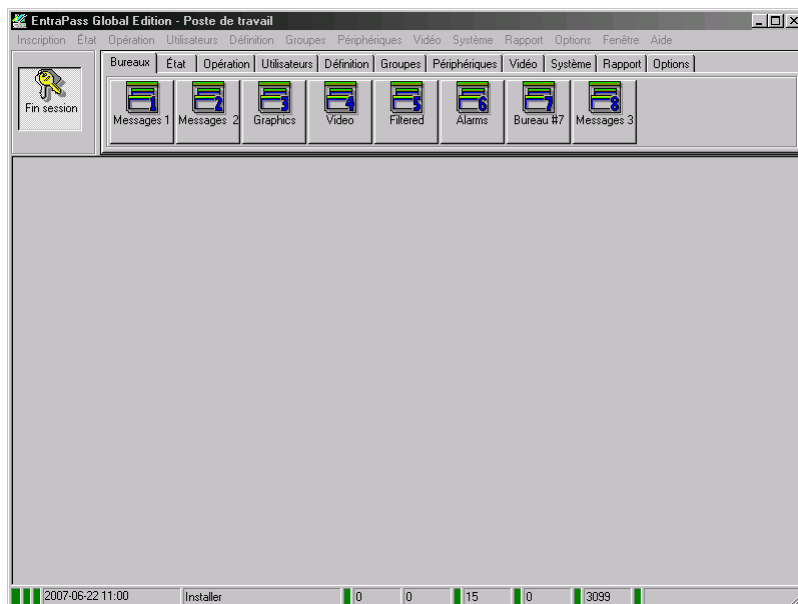 EntraPass Global Edition - Poste de travail
Inscription État Opération Utilisateurs Définition Groupes Périphériques Vidéo Système Rapport Options Fenêtre Aide
Fin session
Bureaux État Opération Utilisateurs Définition Groupes Périphériques Vidéo Système Rapport Options
1 2 3 4 5 6 7 8
Messages 1 Messages 2 Graphics Video Filtered Alarms Bureau #7 Messages 3
2007-06-22 11:00 Installer 0 0 15 0 3099